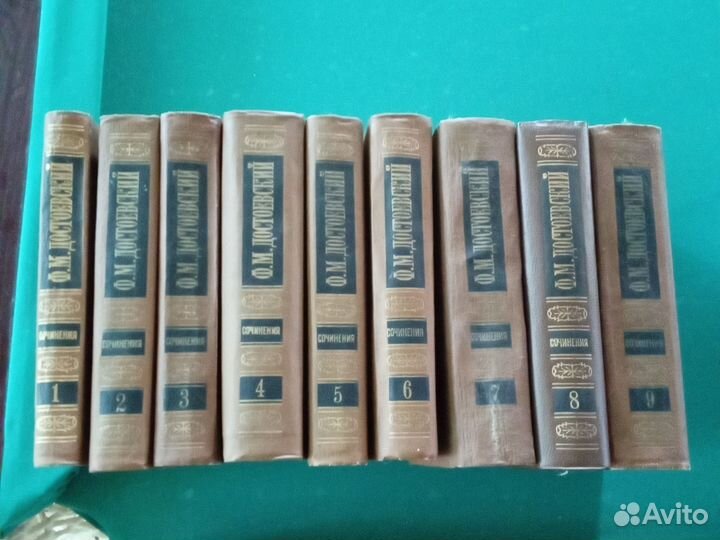 Ф.М. ДОСТОЕВСКИЙ
СОЧИНЕНИЯ
1
Ф.М. ДОСТОЕВСКИЙ
СОЧИНЕНИЯ
2
Ф.М. ДОСТОЕВСКИЙ
СОЧИНЕНИЯ
3
Ф.М. ДОСТОЕВСКИЙ
СОЧИНЕНИЯ
4
Ф.М. ДОСТОЕВСКИЙ
СОЧИНЕНИЯ
5
Ф.М. ДОСТОЕВСКИЙ
СОЧИНЕНИЯ
6
Ф.М. ДОСТОЕВСКИЙ
СОЧИНЕНИЯ
7
Ф.М. ДОСТОЕВСКИЙ
СОЧИНЕНИЯ
8
Ф.М. ДОСТОЕВСКИЙ
СОЧИНЕНИЯ
9
Avito